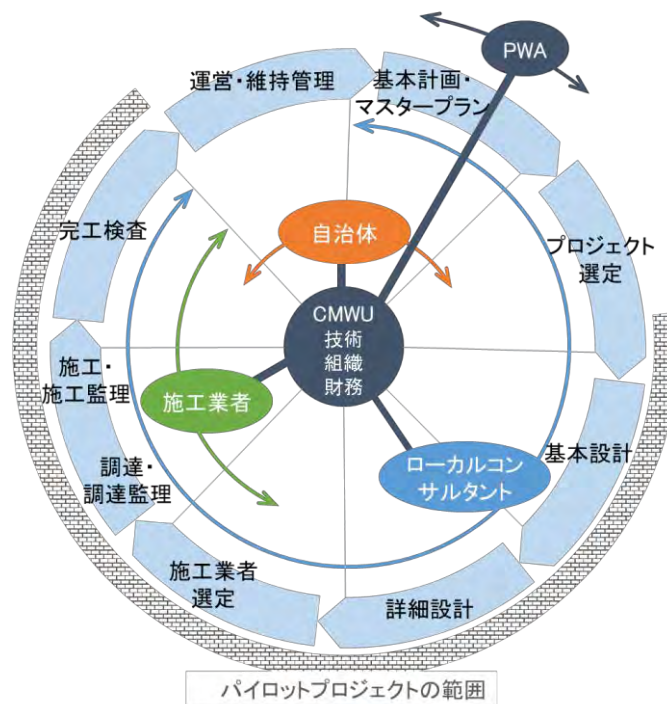 PWA
運営・維持管理
基本計画・
マスタープラン
完工検査
自治体
プロジェクト
選定
CMWU
技術
組織
財務
施工・
施工監理
施工業者
基本設計
ローカルコン
サルタント
調達・
調達監理
施工業者
選定
詳細設計
パイロットプロジェクトの範囲